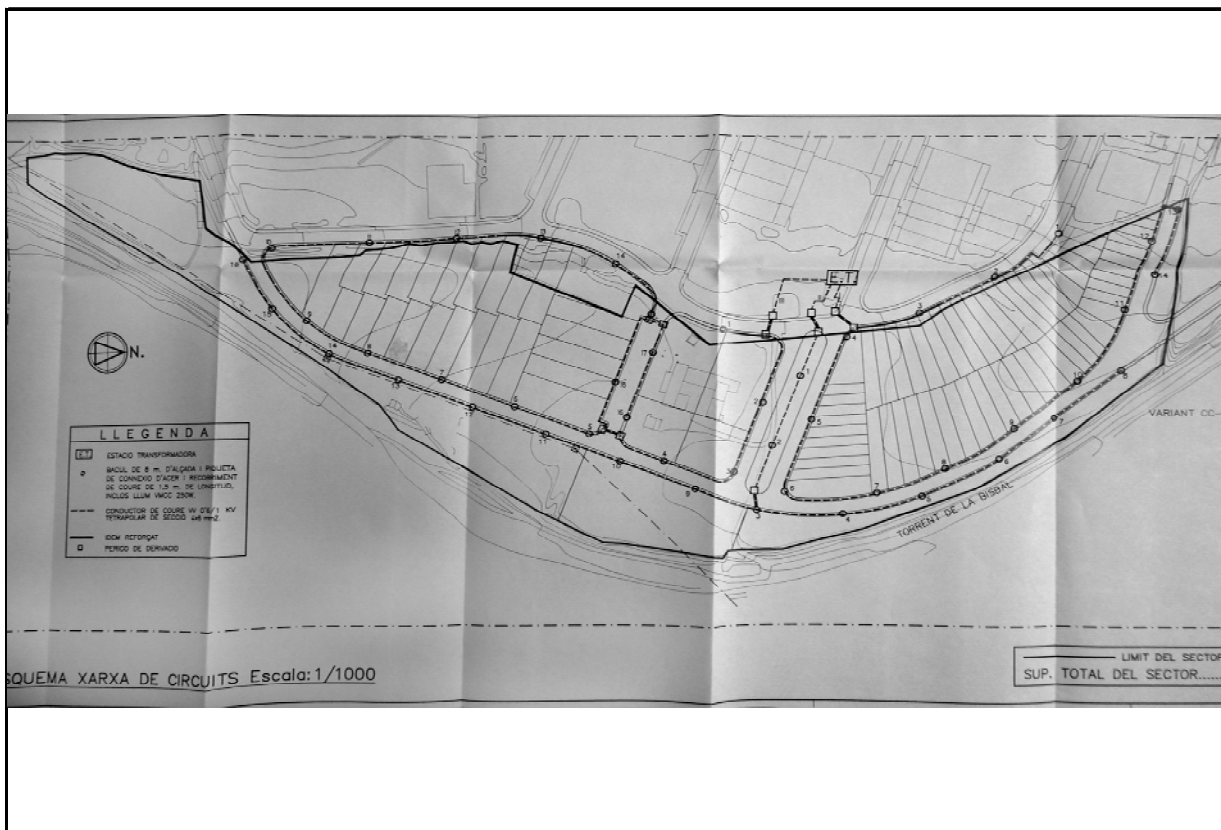 E.T.
N.
LLEGENDA
E.T. ESTACIO TRANSFORMADORA
BACUL DE 8 m. D'ALÇADA I PIQUETA
DE CONNEXIO D'ACER I RECOBRIMENT
DE COURE DE 1,5 m. DE LONGITUD,
INCLOS LLUM VMCC 250W.
CONDUCTOR DE COURE VV 0'6/1 KV
TETRAPOLAR DE SECCIÓ 4x6 mm2.
IDEM REFORÇAT
PERICO DE DERIVACIO
VARIANT CC-
TORRENT DE LA BISBAL
SQUEMA XARXA DE CIRCUITS Escala: 1/1000
LIMIT DEL SECTOR
SUP. TOTAL DEL SECTOR......